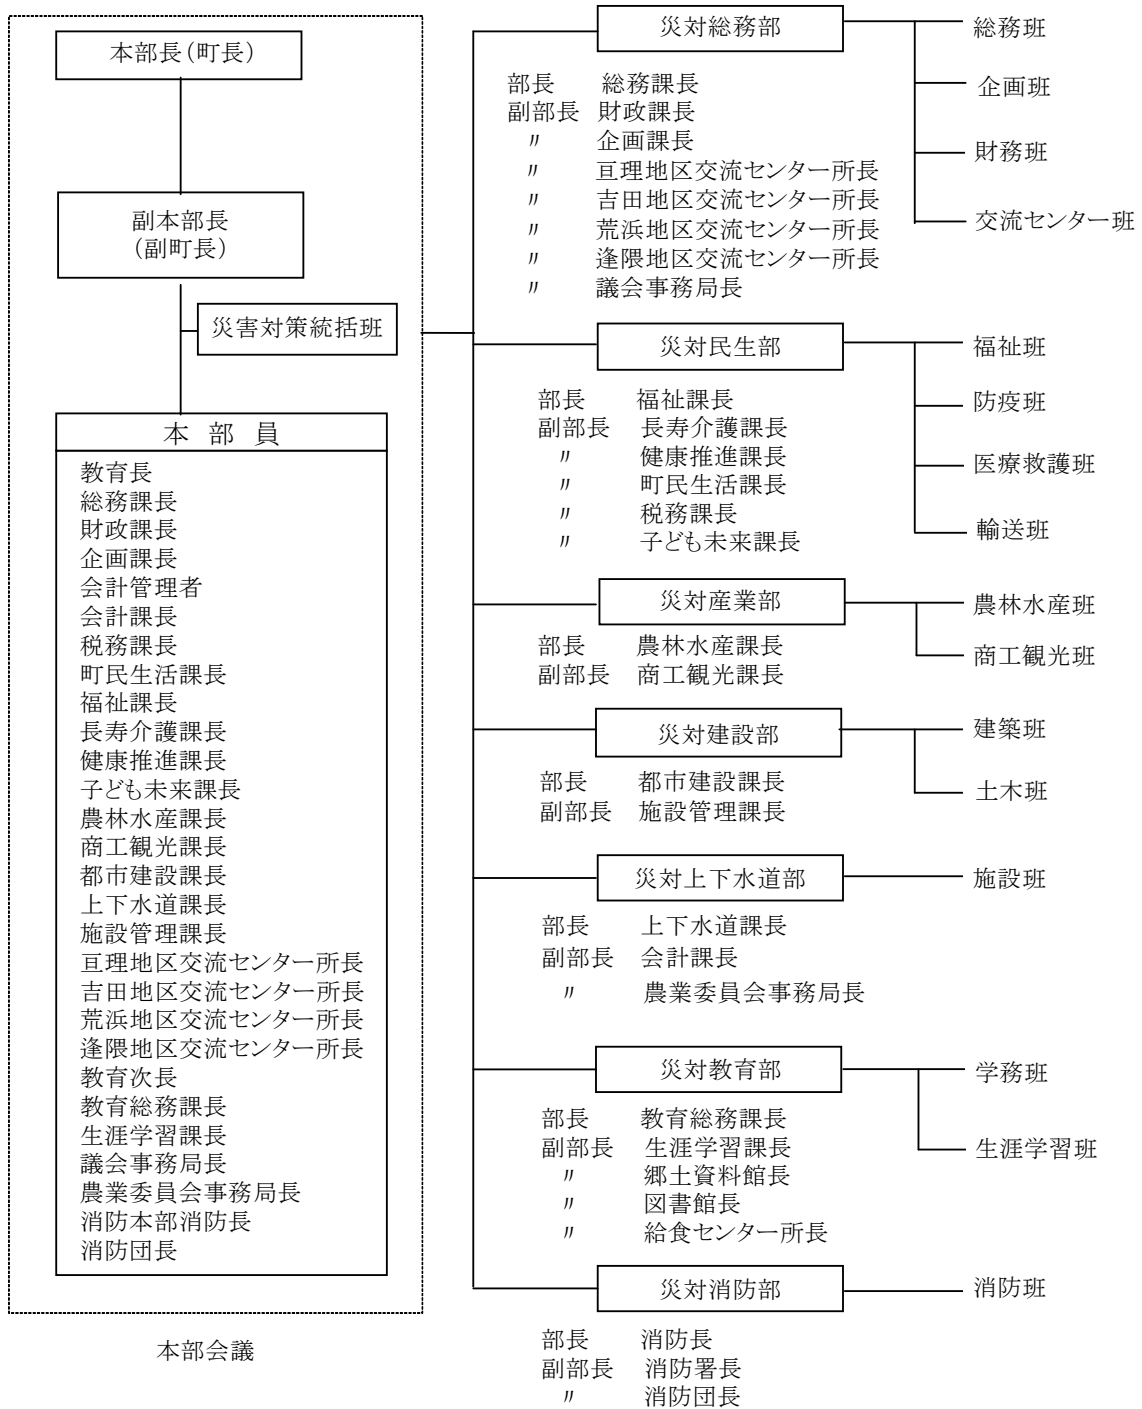 本部長（町長）
副本部長
（副町長）
災害対策統括班
本 部 員
教育長
総務課長
財政課長
企画課長
会計管理者
会計課長
税務課長
町民生活課長
福祉課長
長寿介護課長
健康推進課長
子ども未来課長
農林水産課長
商工観光課長
都市建設課長
上下水道課長
施設管理課長
亘理地区交流センター所長
吉田地区交流センター所長
荒浜地区交流センター所長
逢隈地区交流センター所長
教育次長
教育総務課長
生涯学習課長
議会事務局長
農業委員会事務局長
消防本部消防長
消防団長
本部会議
災対総務部
部長 総務課長
副部長 財政課長
〃 企画課長
〃 亘理地区交流センター所長
〃 吉田地区交流センター所長
〃 荒浜地区交流センター所長
〃 逢隈地区交流センター所長
〃 議会事務局長
総務班
企画班
財務班
交流センター班
災対民生部
部長 福祉課長
副部長 長寿介護課長
〃 健康推進課長
〃 町民生活課長
〃 税務課長
〃 子ども未来課長
福祉班
防疫班
医療救護班
輸送班
災対産業部
部長 農林水産課長
副部長 商工観光課長
農林水産班
商工観光班
災対建設部
部長 都市建設課長
副部長 施設管理課長
建築班
土木班
災対上下水道部
部長 上下水道課長
副部長 会計課長
〃 農業委員会事務局長
施設班
災対教育部
部長 教育総務課長
副部長 生涯学習課長
〃 郷土資料館長
〃 図書館長
〃 給食センター所長
学務班
生涯学習班
災対消防部
部長 消防長
副部長 消防署長
〃 消防団長
消防班